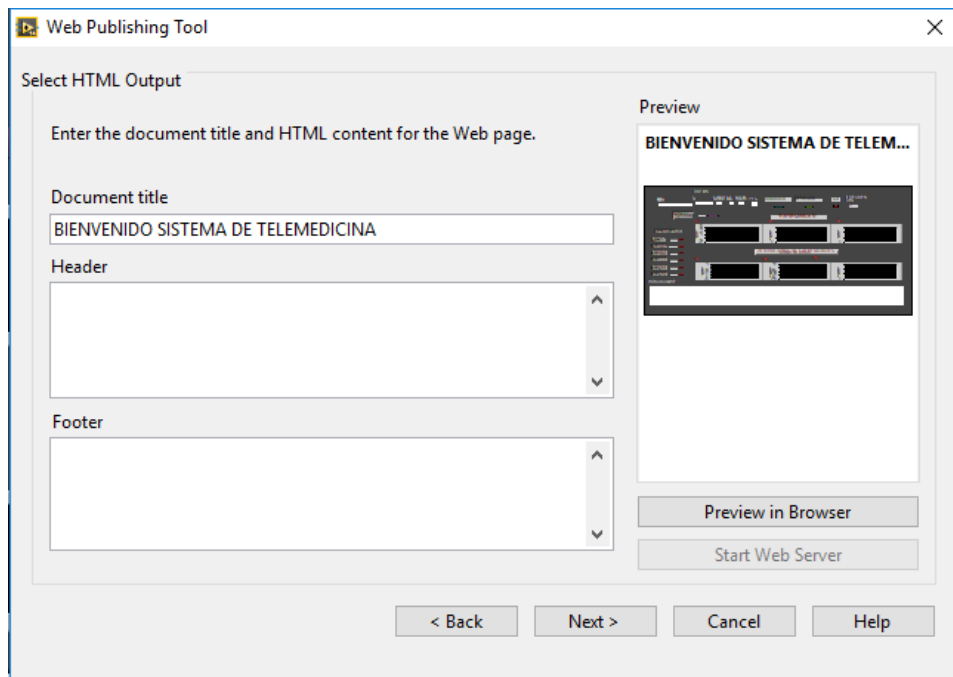 Web Publishing Tool
Select HTML Output
Enter the document title and HTML content for the Web page.
Document title
BIENVENIDO SISTEMA DE TELEMEDICINA
Header
Footer
Preview
BIENVENIDO SISTEMA DE TELEM...
Preview in Browser
Start Web Server
< Back
Next >
Cancel
Help